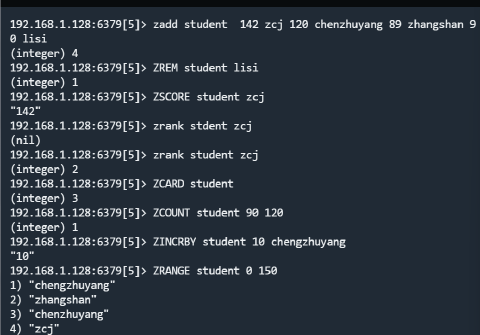 192.168.1.128:6379[5]> zadd student  142 zcj 120 chenzhuyang 89 zhangshan 9
0 lisi
(integer) 4
192.168.1.128:6379[5]> ZREM student lisi
(integer) 1
192.168.1.128:6379[5]> ZSCORE student zcj
"142"
192.168.1.128:6379[5]> zrank stdent zcj
(nil)
192.168.1.128:6379[5]> zrank student zcj
(integer) 2
192.168.1.128:6379[5]> ZCARD student
(integer) 3
192.168.1.128:6379[5]> ZCOUNT student 90 120
(integer) 1
192.168.1.128:6379[5]> ZINCRBY student 10 chengzhuyang
"10"
192.168.1.128:6379[5]> ZRANGE student 0 150
1) "chengzhuyang"
2) "zhangshan"
3) "chenzhuyang"
4) "zcj"